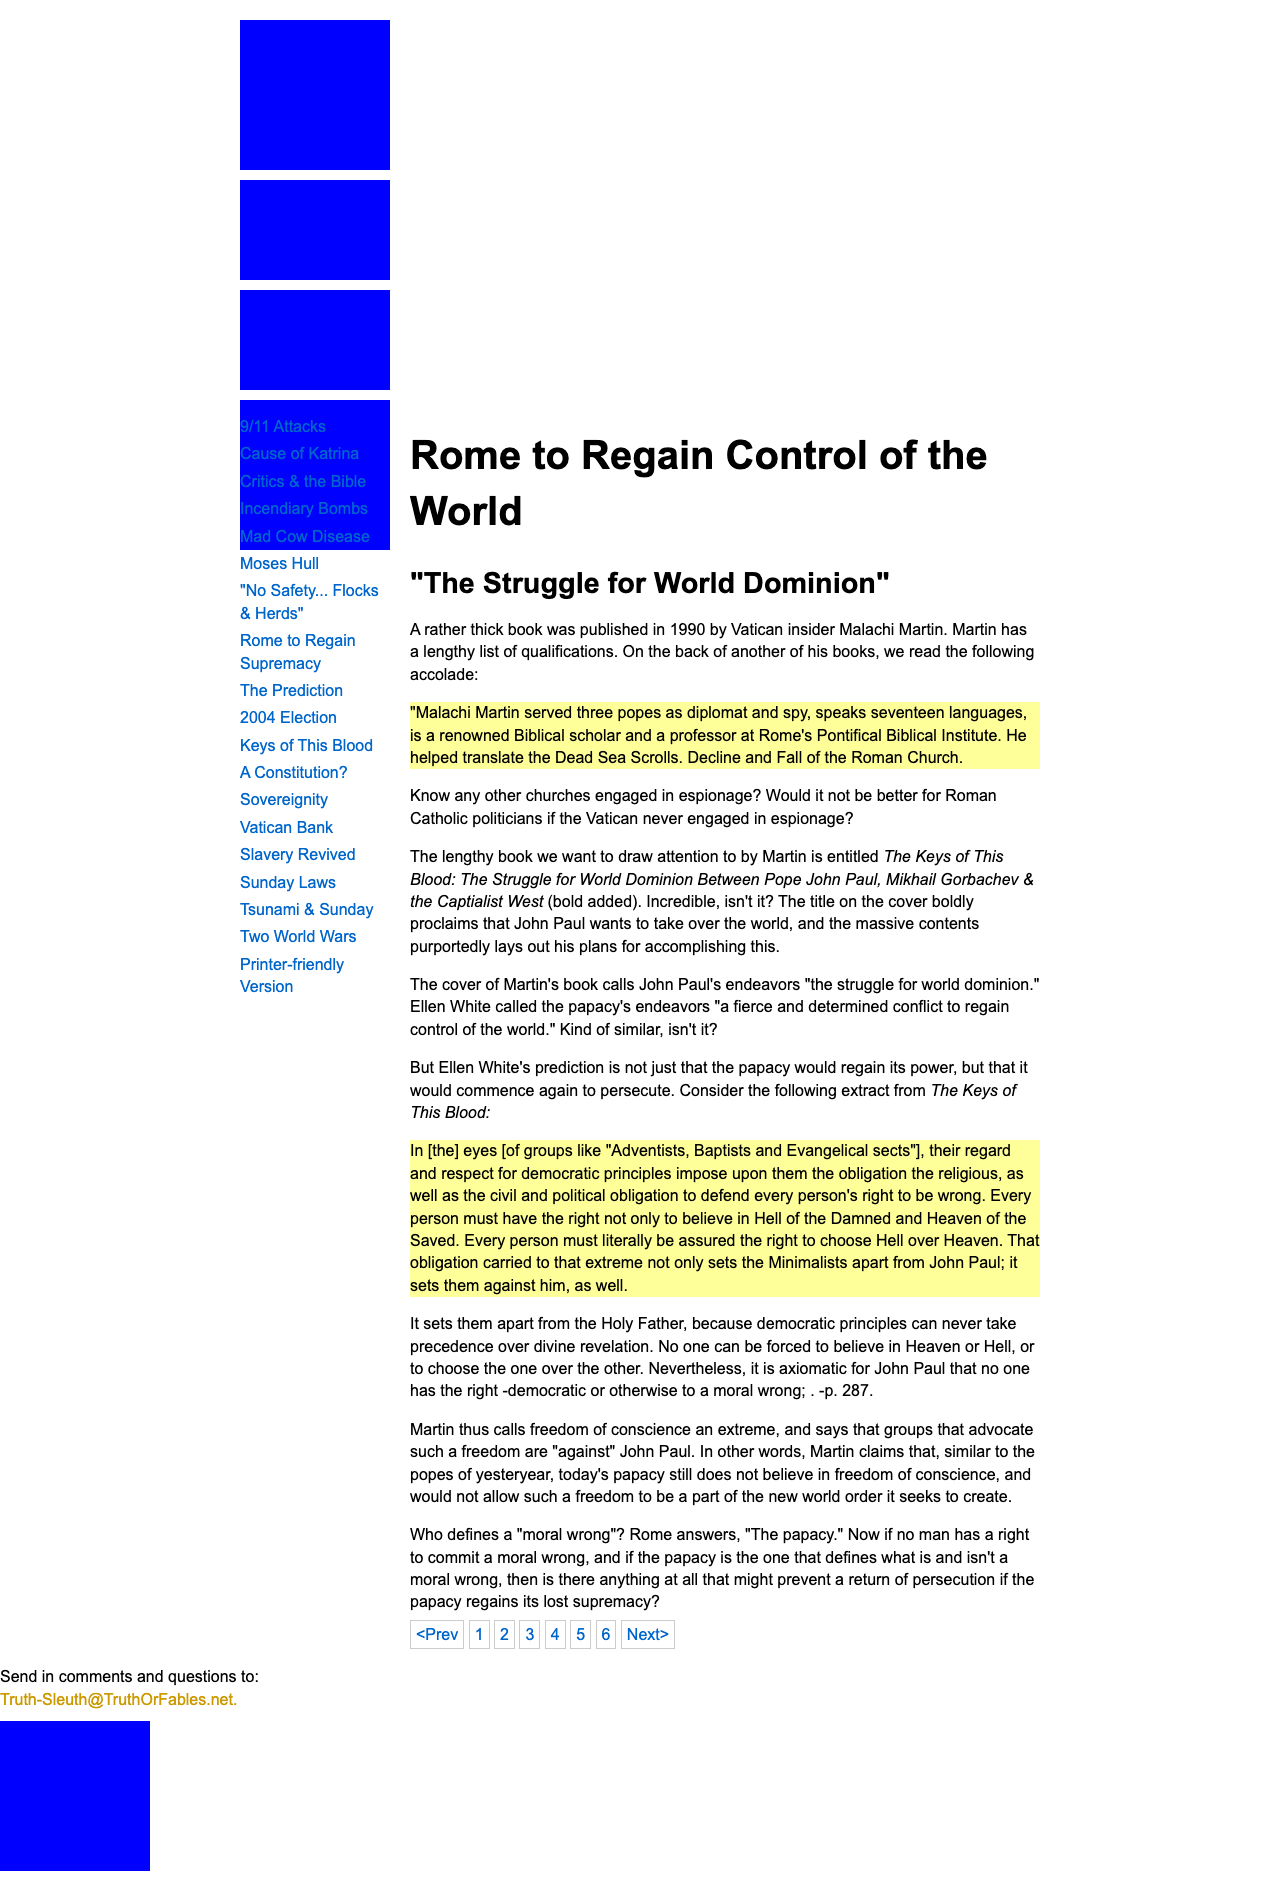 9/11 Attacks
Cause of Katrina
Critics & the Bible
Incendiary Bombs
Mad Cow Disease
Moses Hull
"No Safety... Flocks
& Herds"
Rome to Regain
Supremacy
The Prediction
2004 Election
Keys of This Blood
A Constitution?
Sovereignity
Vatican Bank
Slavery Revived
Sunday Laws
Tsunami & Sunday
Two World Wars
Printer-friendly
Version
Rome to Regain Control of the
World
"The Struggle for World Dominion"
A rather thick book was published in 1990 by Vatican insider Malachi Martin. Martin has
a lengthy list of qualifications. On the back of another of his books, we read the following
accolade:
"Malachi Martin served three popes as diplomat and spy, speaks seventeen languages,
is a renowned Biblical scholar and a professor at Rome's Pontifical Biblical Institute. He
helped translate the Dead Sea Scrolls. Decline and Fall of the Roman Church.
Know any other churches engaged in espionage? Would it not be better for Roman
Catholic politicians if the Vatican never engaged in espionage?
The lengthy book we want to draw attention to by Martin is entitled The Keys of This
Blood: The Struggle for World Dominion Between Pope John Paul, Mikhail Gorbachev &
the Captialist West (bold added). Incredible, isn't it? The title on the cover boldly
proclaims that John Paul wants to take over the world, and the massive contents
purportedly lays out his plans for accomplishing this.
The cover of Martin's book calls John Paul's endeavors "the struggle for world dominion."
Ellen White called the papacy's endeavors "a fierce and determined conflict to regain
control of the world." Kind of similar, isn't it?
But Ellen White's prediction is not just that the papacy would regain its power, but that it
would commence again to persecute. Consider the following extract from The Keys of
This Blood:
In [the] eyes [of groups like "Adventists, Baptists and Evangelical sects"], their regard
and respect for democratic principles impose upon them the obligation the religious, as
well as the civil and political obligation to defend every person's right to be wrong. Every
person must have the right not only to believe in Hell of the Damned and Heaven of the
Saved. Every person must literally be assured the right to choose Hell over Heaven. That
obligation carried to that extreme not only sets the Minimalists apart from John Paul; it
sets them against him, as well.
It sets them apart from the Holy Father, because democratic principles can never take
precedence over divine revelation. No one can be forced to believe in Heaven or Hell, or
to choose the one over the other. Nevertheless, it is axiomatic for John Paul that no one
has the right -democratic or otherwise to a moral wrong; . -p. 287.
Martin thus calls freedom of conscience an extreme, and says that groups that advocate
such a freedom are "against" John Paul. In other words, Martin claims that, similar to the
popes of yesteryear, today's papacy still does not believe in freedom of conscience, and
would not allow such a freedom to be a part of the new world order it seeks to create.
Who defines a "moral wrong"? Rome answers, "The papacy." Now if no man has a right
to commit a moral wrong, and if the papacy is the one that defines what is and isn't a
moral wrong, then is there anything at all that might prevent a return of persecution if the
papacy regains its lost supremacy?
<Prev 1 2 3 4 5 6 Next>
Send in comments and questions to:
Truth-Sleuth@TruthOrFables.net.